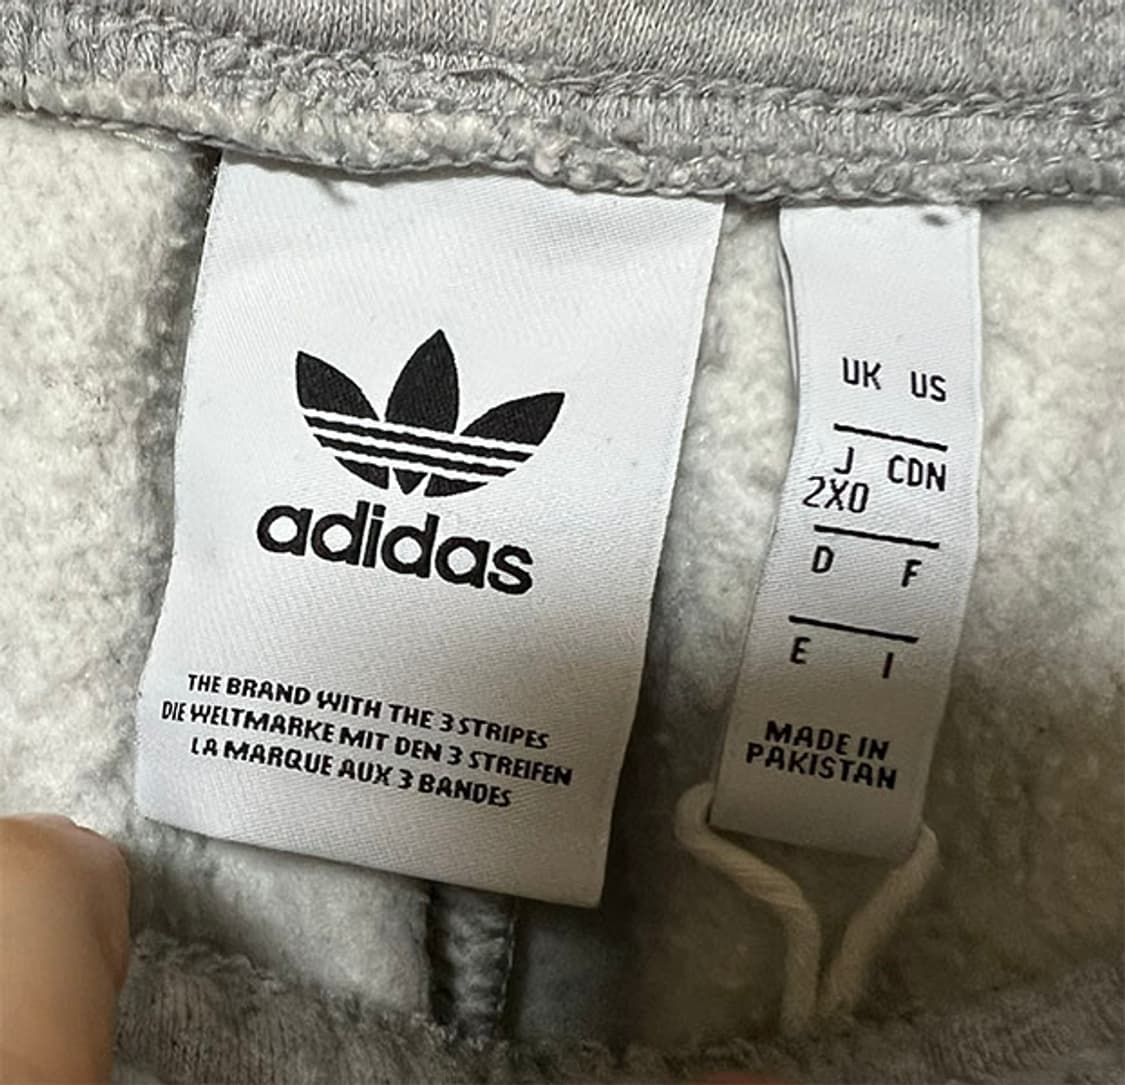 adidas
THE BRAND WITH THE 3 STRIPES
DIE WELTMARKE MIT DEN 3 STREIFEN
LA MARQUE AUX 3 BANDES
UK US
J CDN
2XO
D F
E I
MADE IN
PAKISTAN